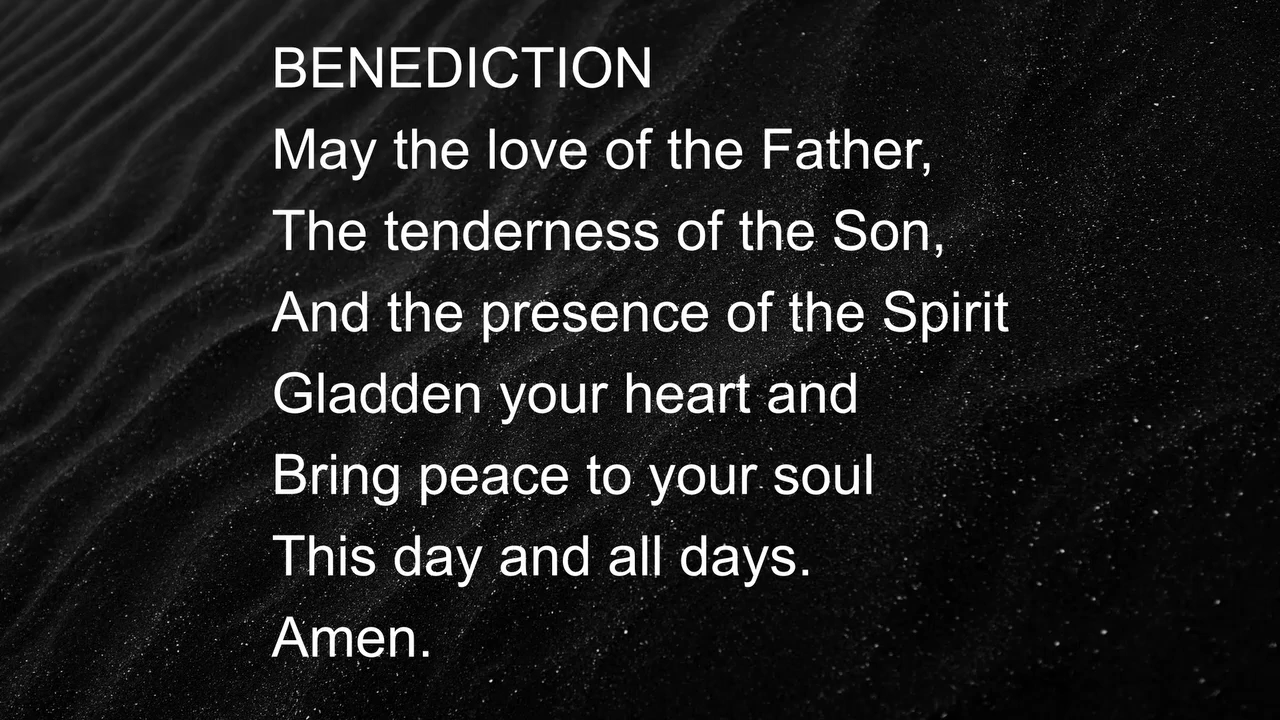 BENEDICTION
May the love of the Father,
The tenderness of the Son,
And the presence of the Spirit
Gladden your heart and
Bring peace to your soul
This day and all days.
Amen.